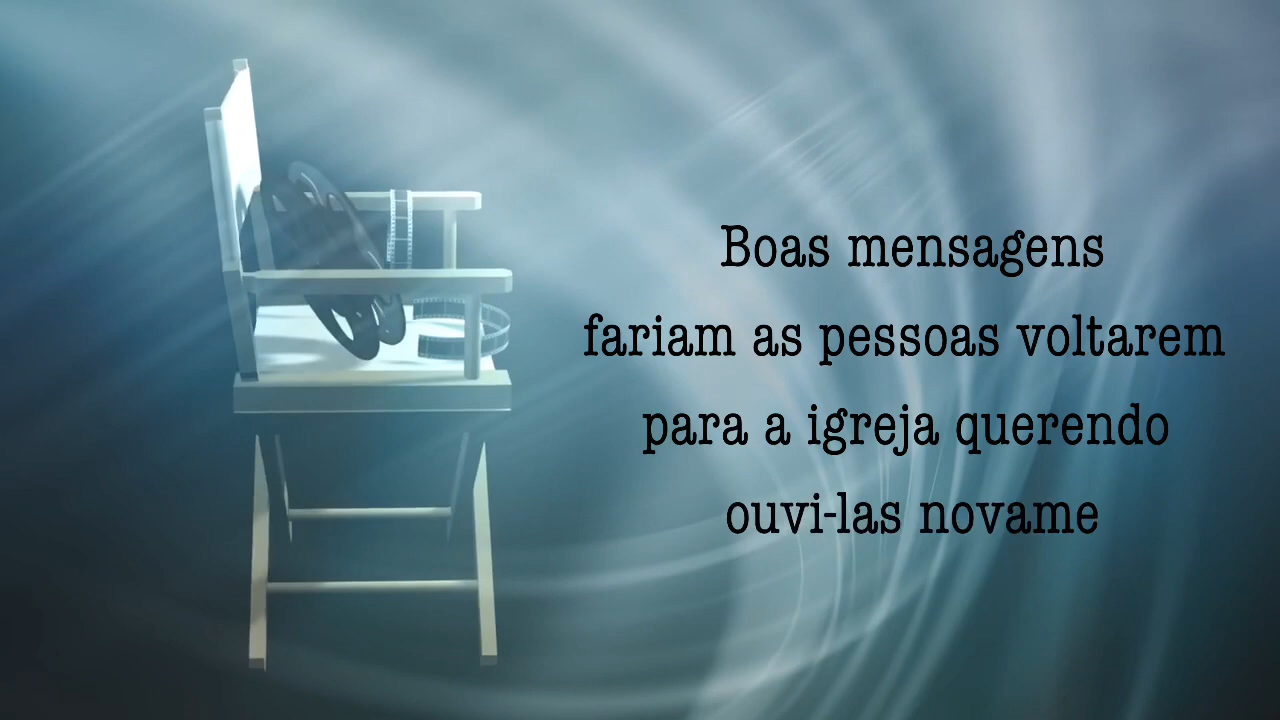 Boas mensagens
fariam as pessoas voltarem
para a igreja querendo
ouvi-las novame